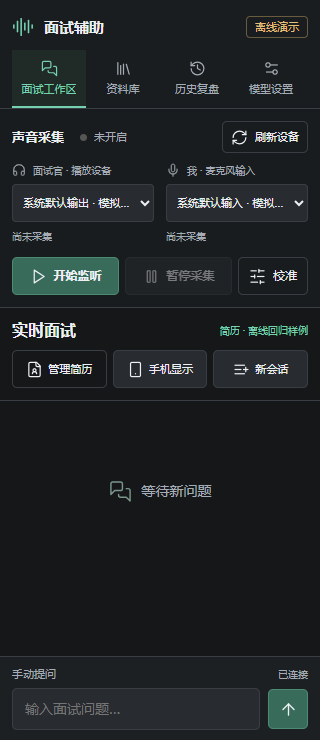 面试辅助
离线演示
面试工作区
资料库
历史复盘
模型设置
声音采集
未开启
刷新设备
面试官 · 播放设备
我 · 麦克风输入
系统默认输出 · 模拟...
系统默认输入 · 模拟...
尚未采集
尚未采集
开始监听
暂停采集
校准
实时面试
简历 · 离线回归样例
管理简历
手机显示
新会话
等待新问题
手动提问
已连接
输入面试问题...